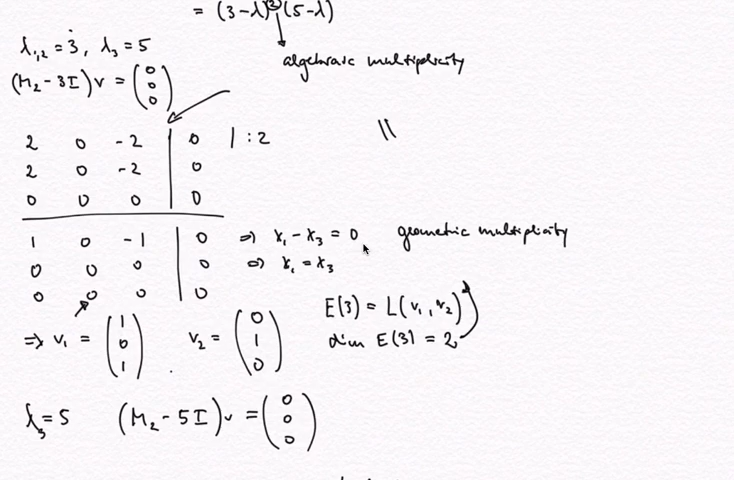 = (3-λ)²(5-λ)
λ₁,₂ = 3, λ₃ = 5
algebraic multiplicity
(M₂ - 3I)v = (0 0 0)
2 0 -2 | 0 | : 2
2 0 -2 | 0
0 0 0 | 0
1 0 -1 | 0 ⇒ x₁ - x₃ = 0 geometric multiplicity
0 0 0 | 0 ⇒ x₁ = x₃
0 0 0 | 0
E(3) = L(v₁, v₂)
⇒ v₁ = (1 0 1) v₂ = (0 1 0) dim E(3) = 2
λ₃ = 5 (M₂ - 5I)v = (0 0 0)